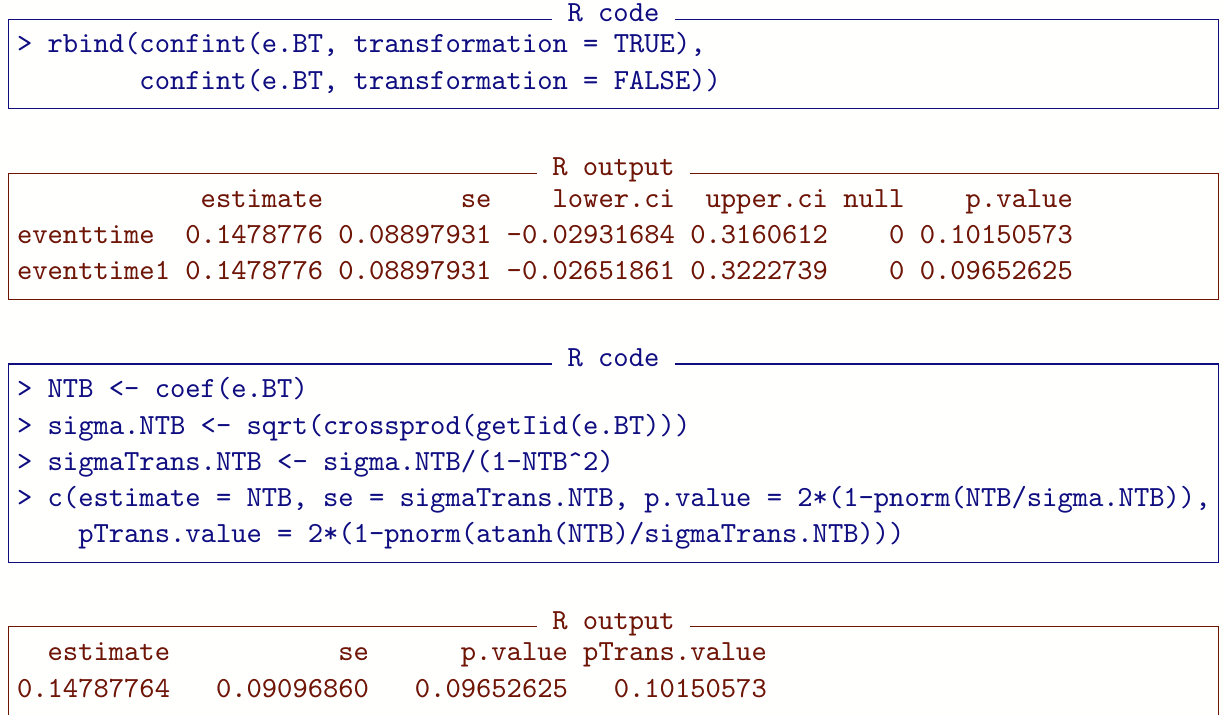 R code
> rbind(confint(e.BT, transformation = TRUE),
        confint(e.BT, transformation = FALSE))
R output
            estimate         se    lower.ci  upper.ci null    p.value
eventtime  0.1478776 0.08897931 -0.02931684 0.3160612    0 0.10150573
eventtime1 0.1478776 0.08897931 -0.02651861 0.3222739    0 0.09652625
R code
> NTB <- coef(e.BT)
> sigma.NTB <- sqrt(crossprod(getIid(e.BT)))
> sigmaTrans.NTB <- sigma.NTB/(1-NTB^2)
> c(estimate = NTB, se = sigmaTrans.NTB, p.value = 2*(1-pnorm(NTB/sigma.NTB)),
    pTrans.value = 2*(1-pnorm(atanh(NTB)/sigmaTrans.NTB)))
R output
  estimate           se      p.value pTrans.value
0.14787764   0.09096860   0.09652625   0.10150573